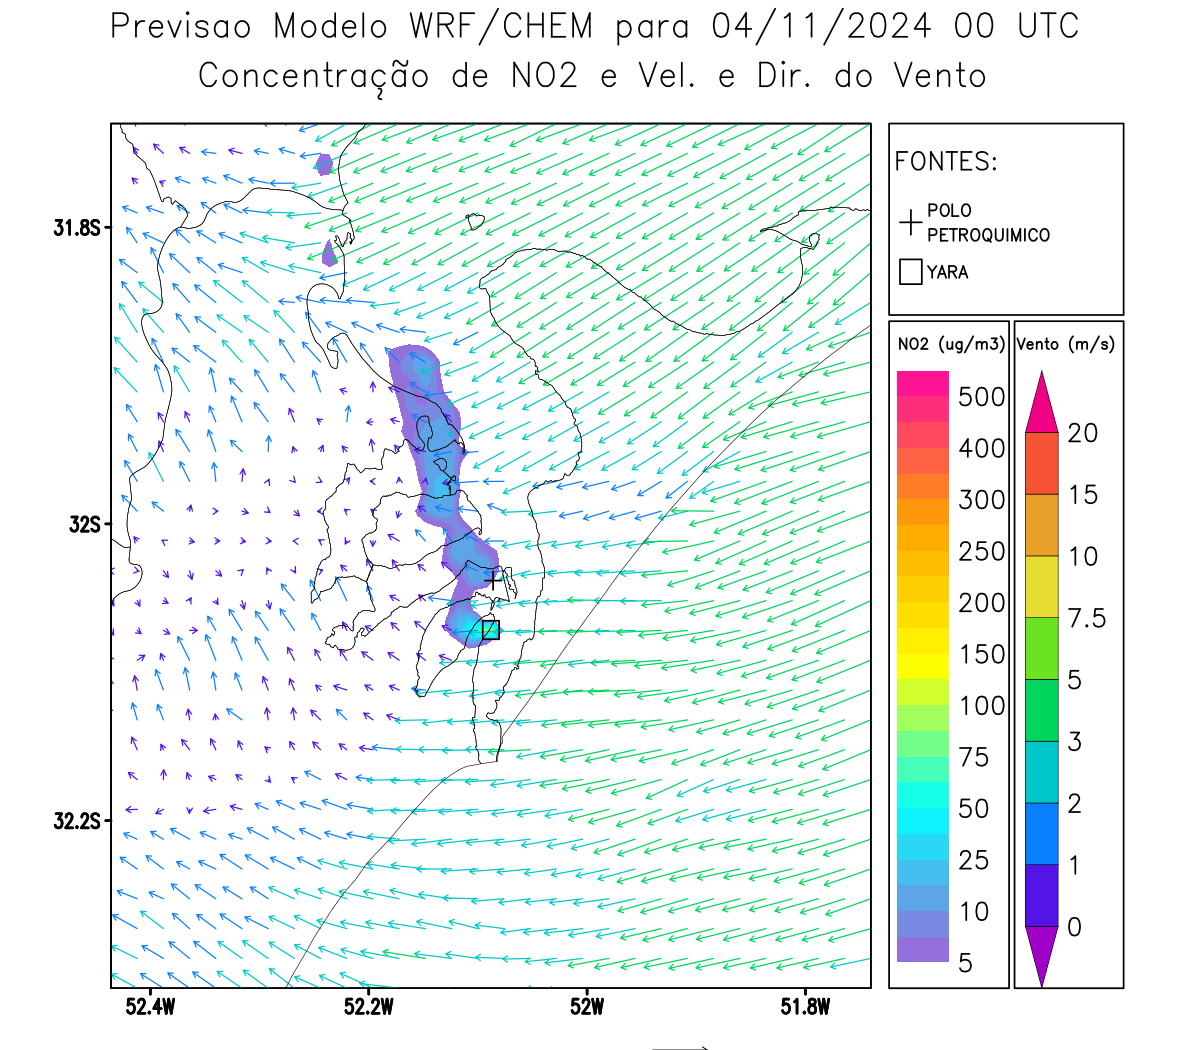 Previsao Modelo WRF/CHEM para 04/11/2024 00 UTC
Concentração de NO2 e Vel. e Dir. do Vento
FONTES:
POLO
PETROQUIMICO
YARA
NO2 (ug/m3)
500
400
300
250
200
150
100
75
50
25
10
5
Vento (m/s)
20
15
10
7.5
5
3
2
1
0
31.8S
32S
32.2S
52.4W
52.2W
52W
51.8W